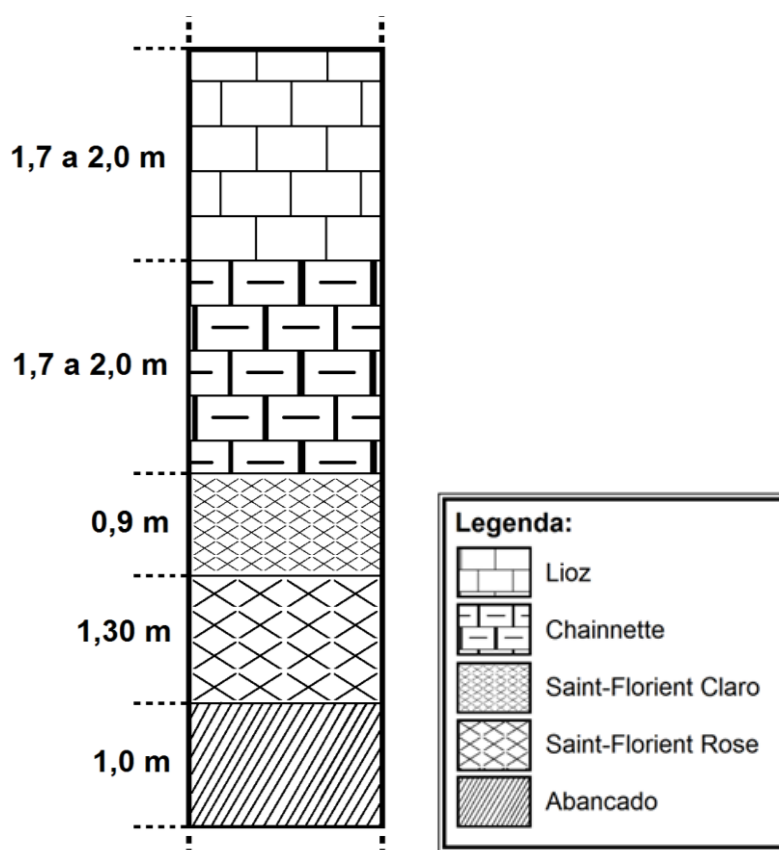 1,7 a 2,0 m
1,7 a 2,0 m
0,9 m
1,30 m
1,0 m
Legenda:
Lioz
Chainnette
Saint-Florient Claro
Saint-Florient Rose
Abancado